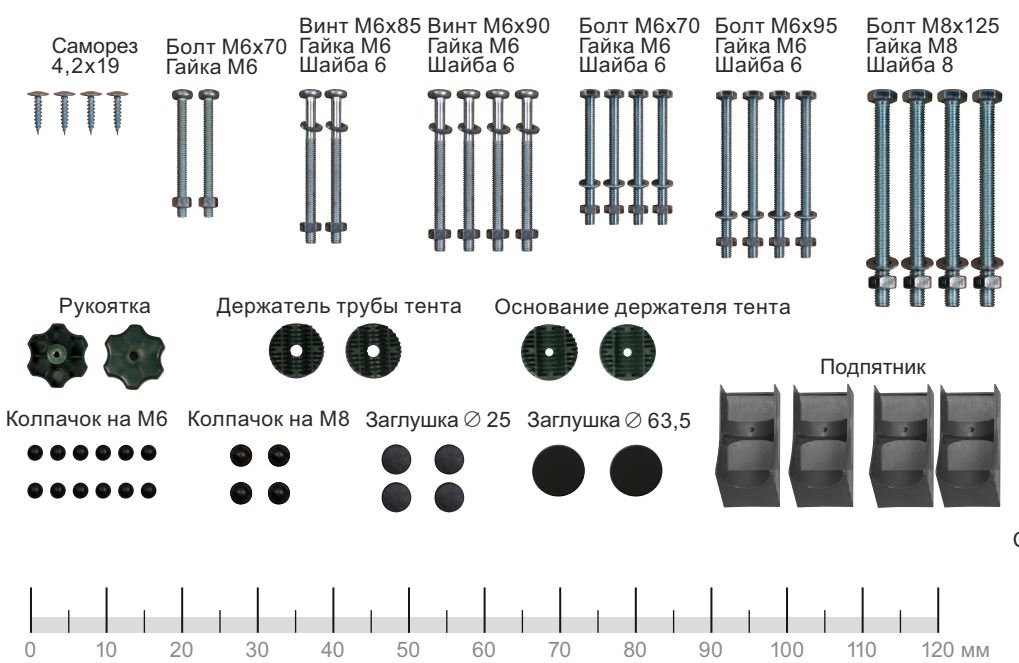 Саморез
4,2х19
Болт М6х70
Гайка М6
Винт М6х85
Гайка М6
Шайба 6
Винт М6х90
Гайка М6
Шайба 6
Болт М6х70
Гайка М6
Шайба 6
Болт М6х95
Гайка М6
Шайба 6
Болт М8х125
Гайка М8
Шайба 8
Рукоятка
Держатель трубы тента
Основание держателя тента
Подпятник
Колпачок на М6
Колпачок на М8
Заглушка ∅ 25
Заглушка ∅ 63,5
0 10 20 30 40 50 60 70 80 90 100 110 120 мм